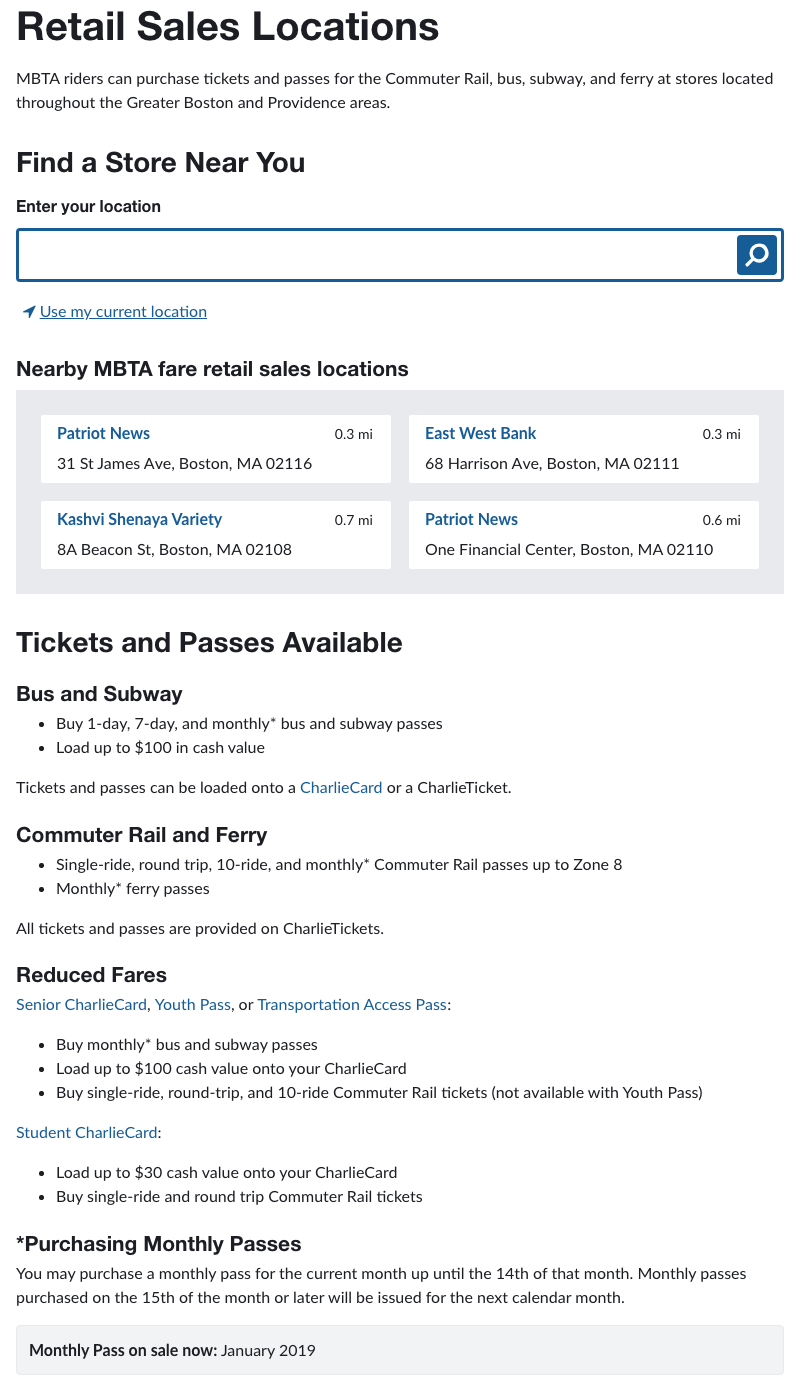 Retail Sales Locations
MBTA riders can purchase tickets and passes for the Commuter Rail, bus, subway, and ferry at stores located
throughout the Greater Boston and Providence areas.
Find a Store Near You
Enter your location
Use my current location
Nearby MBTA fare retail sales locations
Patriot News 0.3 mi
31 St James Ave, Boston, MA 02116
East West Bank 0.3 mi
68 Harrison Ave, Boston, MA 02111
Kashvi Shenaya Variety 0.7 mi
8A Beacon St, Boston, MA 02108
Patriot News 0.6 mi
One Financial Center, Boston, MA 02110
Tickets and Passes Available
Bus and Subway
• Buy 1-day, 7-day, and monthly* bus and subway passes
• Load up to $100 in cash value
Tickets and passes can be loaded onto a CharlieCard or a CharlieTicket.
Commuter Rail and Ferry
• Single-ride, round trip, 10-ride, and monthly* Commuter Rail passes up to Zone 8
• Monthly* ferry passes
All tickets and passes are provided on CharlieTickets.
Reduced Fares
Senior CharlieCard, Youth Pass, or Transportation Access Pass:
• Buy monthly* bus and subway passes
• Load up to $100 cash value onto your CharlieCard
• Buy single-ride, round-trip, and 10-ride Commuter Rail tickets (not available with Youth Pass)
Student CharlieCard:
• Load up to $30 cash value onto your CharlieCard
• Buy single-ride and round trip Commuter Rail tickets
*Purchasing Monthly Passes
You may purchase a monthly pass for the current month up until the 14th of that month. Monthly passes
purchased on the 15th of the month or later will be issued for the next calendar month.
Monthly Pass on sale now: January 2019